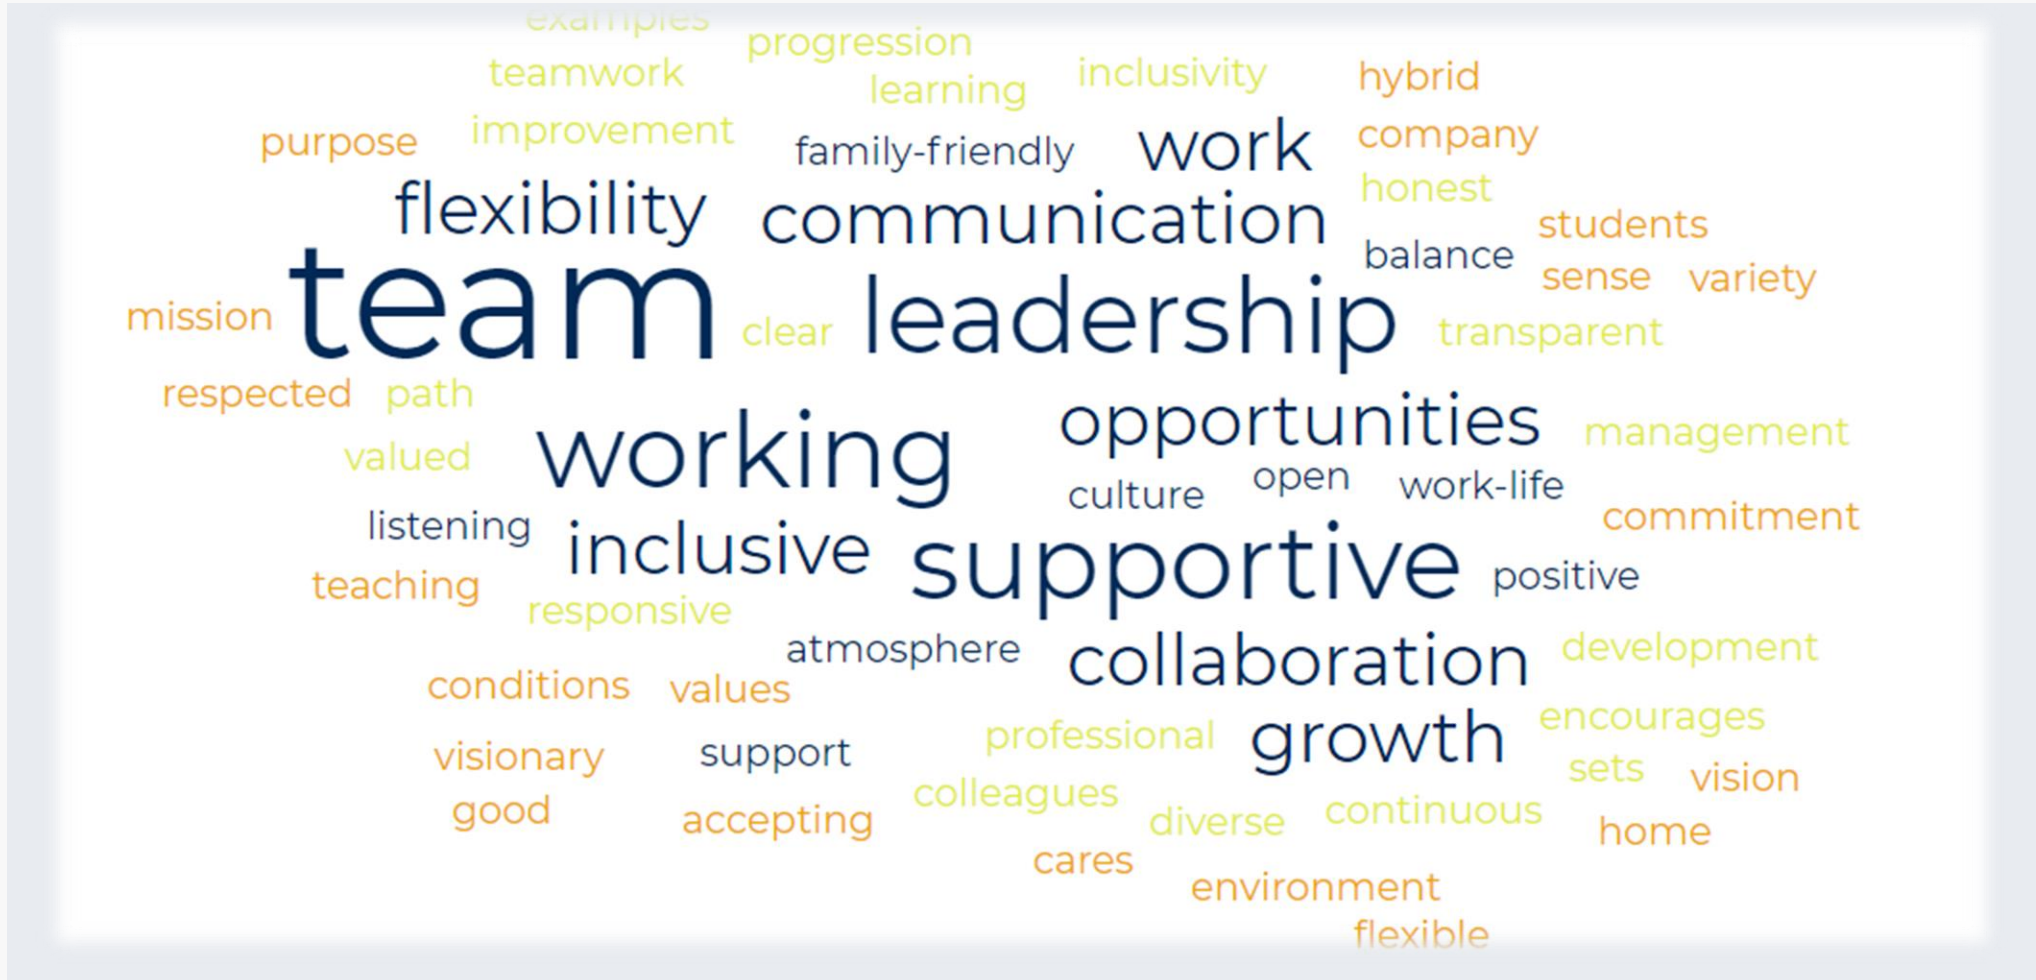 examples
progression
teamwork
learning
inclusivity
hybrid
purpose
improvement
family-friendly
work
company
flexibility
communication
honest
students
balance
sense
variety
mission
team
clear
leadership
transparent
respected
path
opportunities
management
valued
working
culture
open
work-life
listening
inclusive
supportive
commitment
positive
teaching
responsive
atmosphere
collaboration
development
conditions
values
professional
growth
encourages
visionary
support
sets
vision
good
accepting
colleagues
diverse
continuous
home
cares
environment
flexible